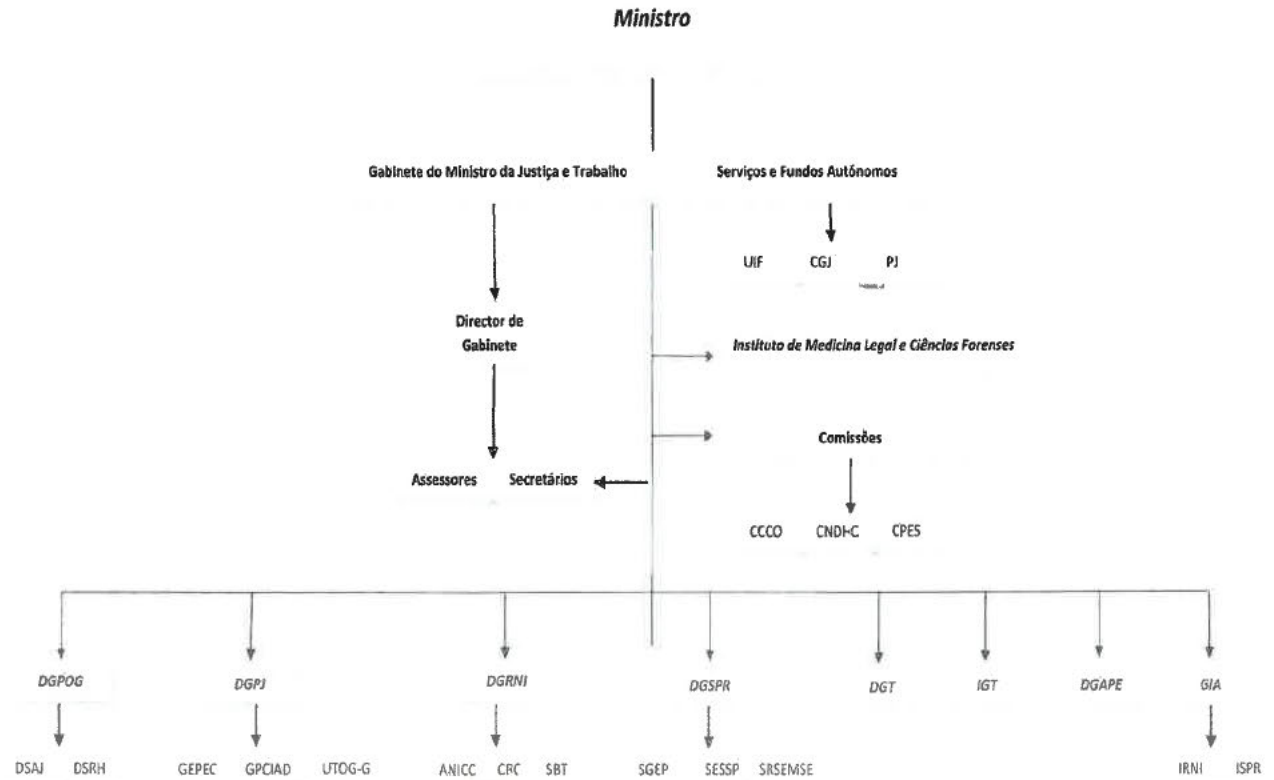 Ministro
Gabinete do Ministro da Justiça e Trabalho
Serviços e Fundos Autónomos
UIF CGJ PJ
Director de
Gabinete
Instituto de Medicina Legal e Ciências Forenses
Comissões
Assessores Secretários
CCCO CNDHC CPES
DGPOG DGPJ DGRNI DGSPR DGT IGT DGAPE GIA
DSAJ DSRH GEPEC GPCIAD UTOG-G ANICC CRC SBT SGEP SESSP SRSEMSE IRNI ISPR